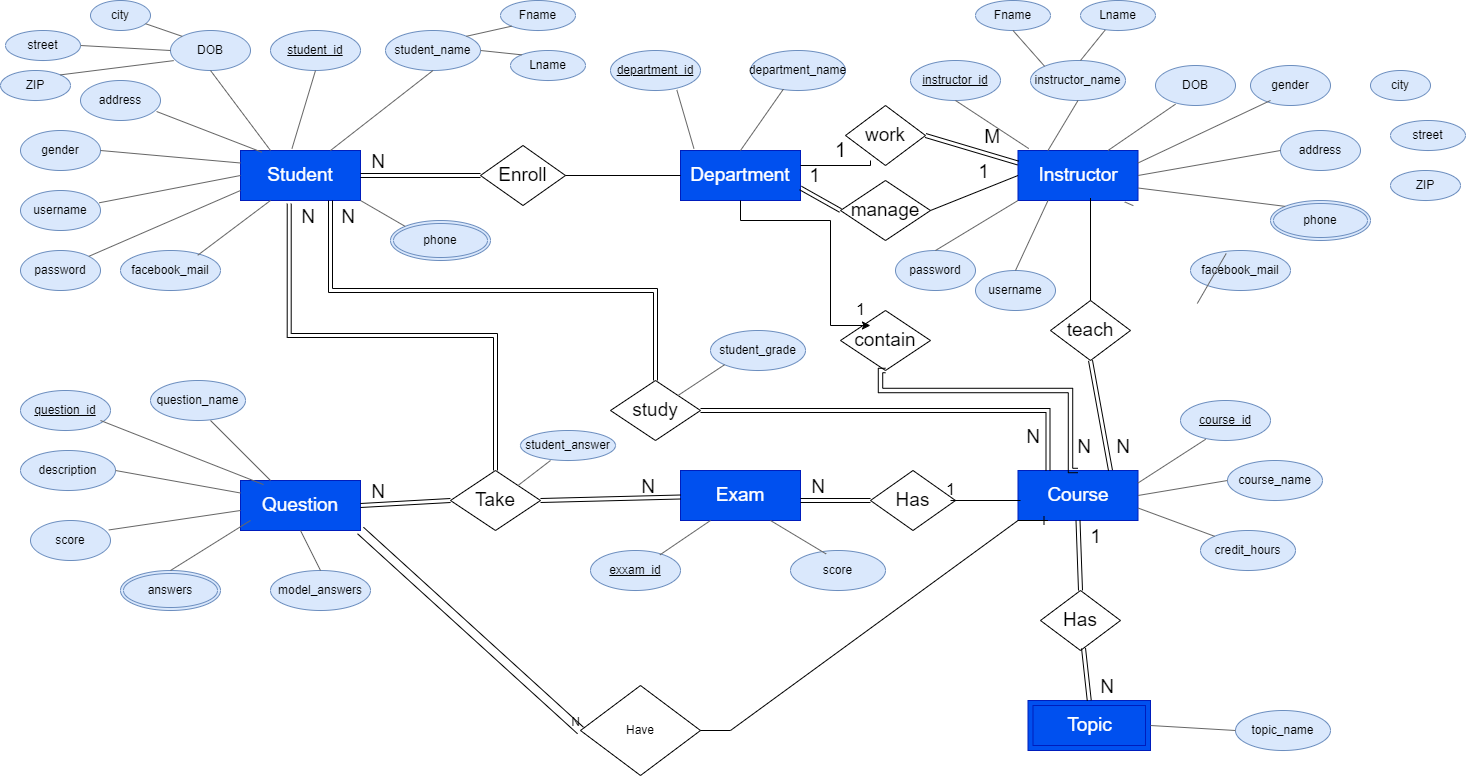 city
Fname
Fname
Lname
street
DOB
student_id
student_name
Lname
ZIP
department_id
department_name
instructor_id
instructor_name
DOB
gender
city
address
work
M
street
gender
N
1
address
Student
Enroll
Department
1
1
Instructor
ZIP
username
N
N
manage
phone
phone
password
facebook_mail
password
username
facebook_mail
1
teach
contain
student_grade
question_id
question_name
study
course_id
N
N
N
student_answer
description
course_name
N
N
N
1
Question
Take
Exam
Has
Course
score
1
credit_hours
answers
model_answers
exxam_id
score
Has
N
N
Have
Topic
topic_name